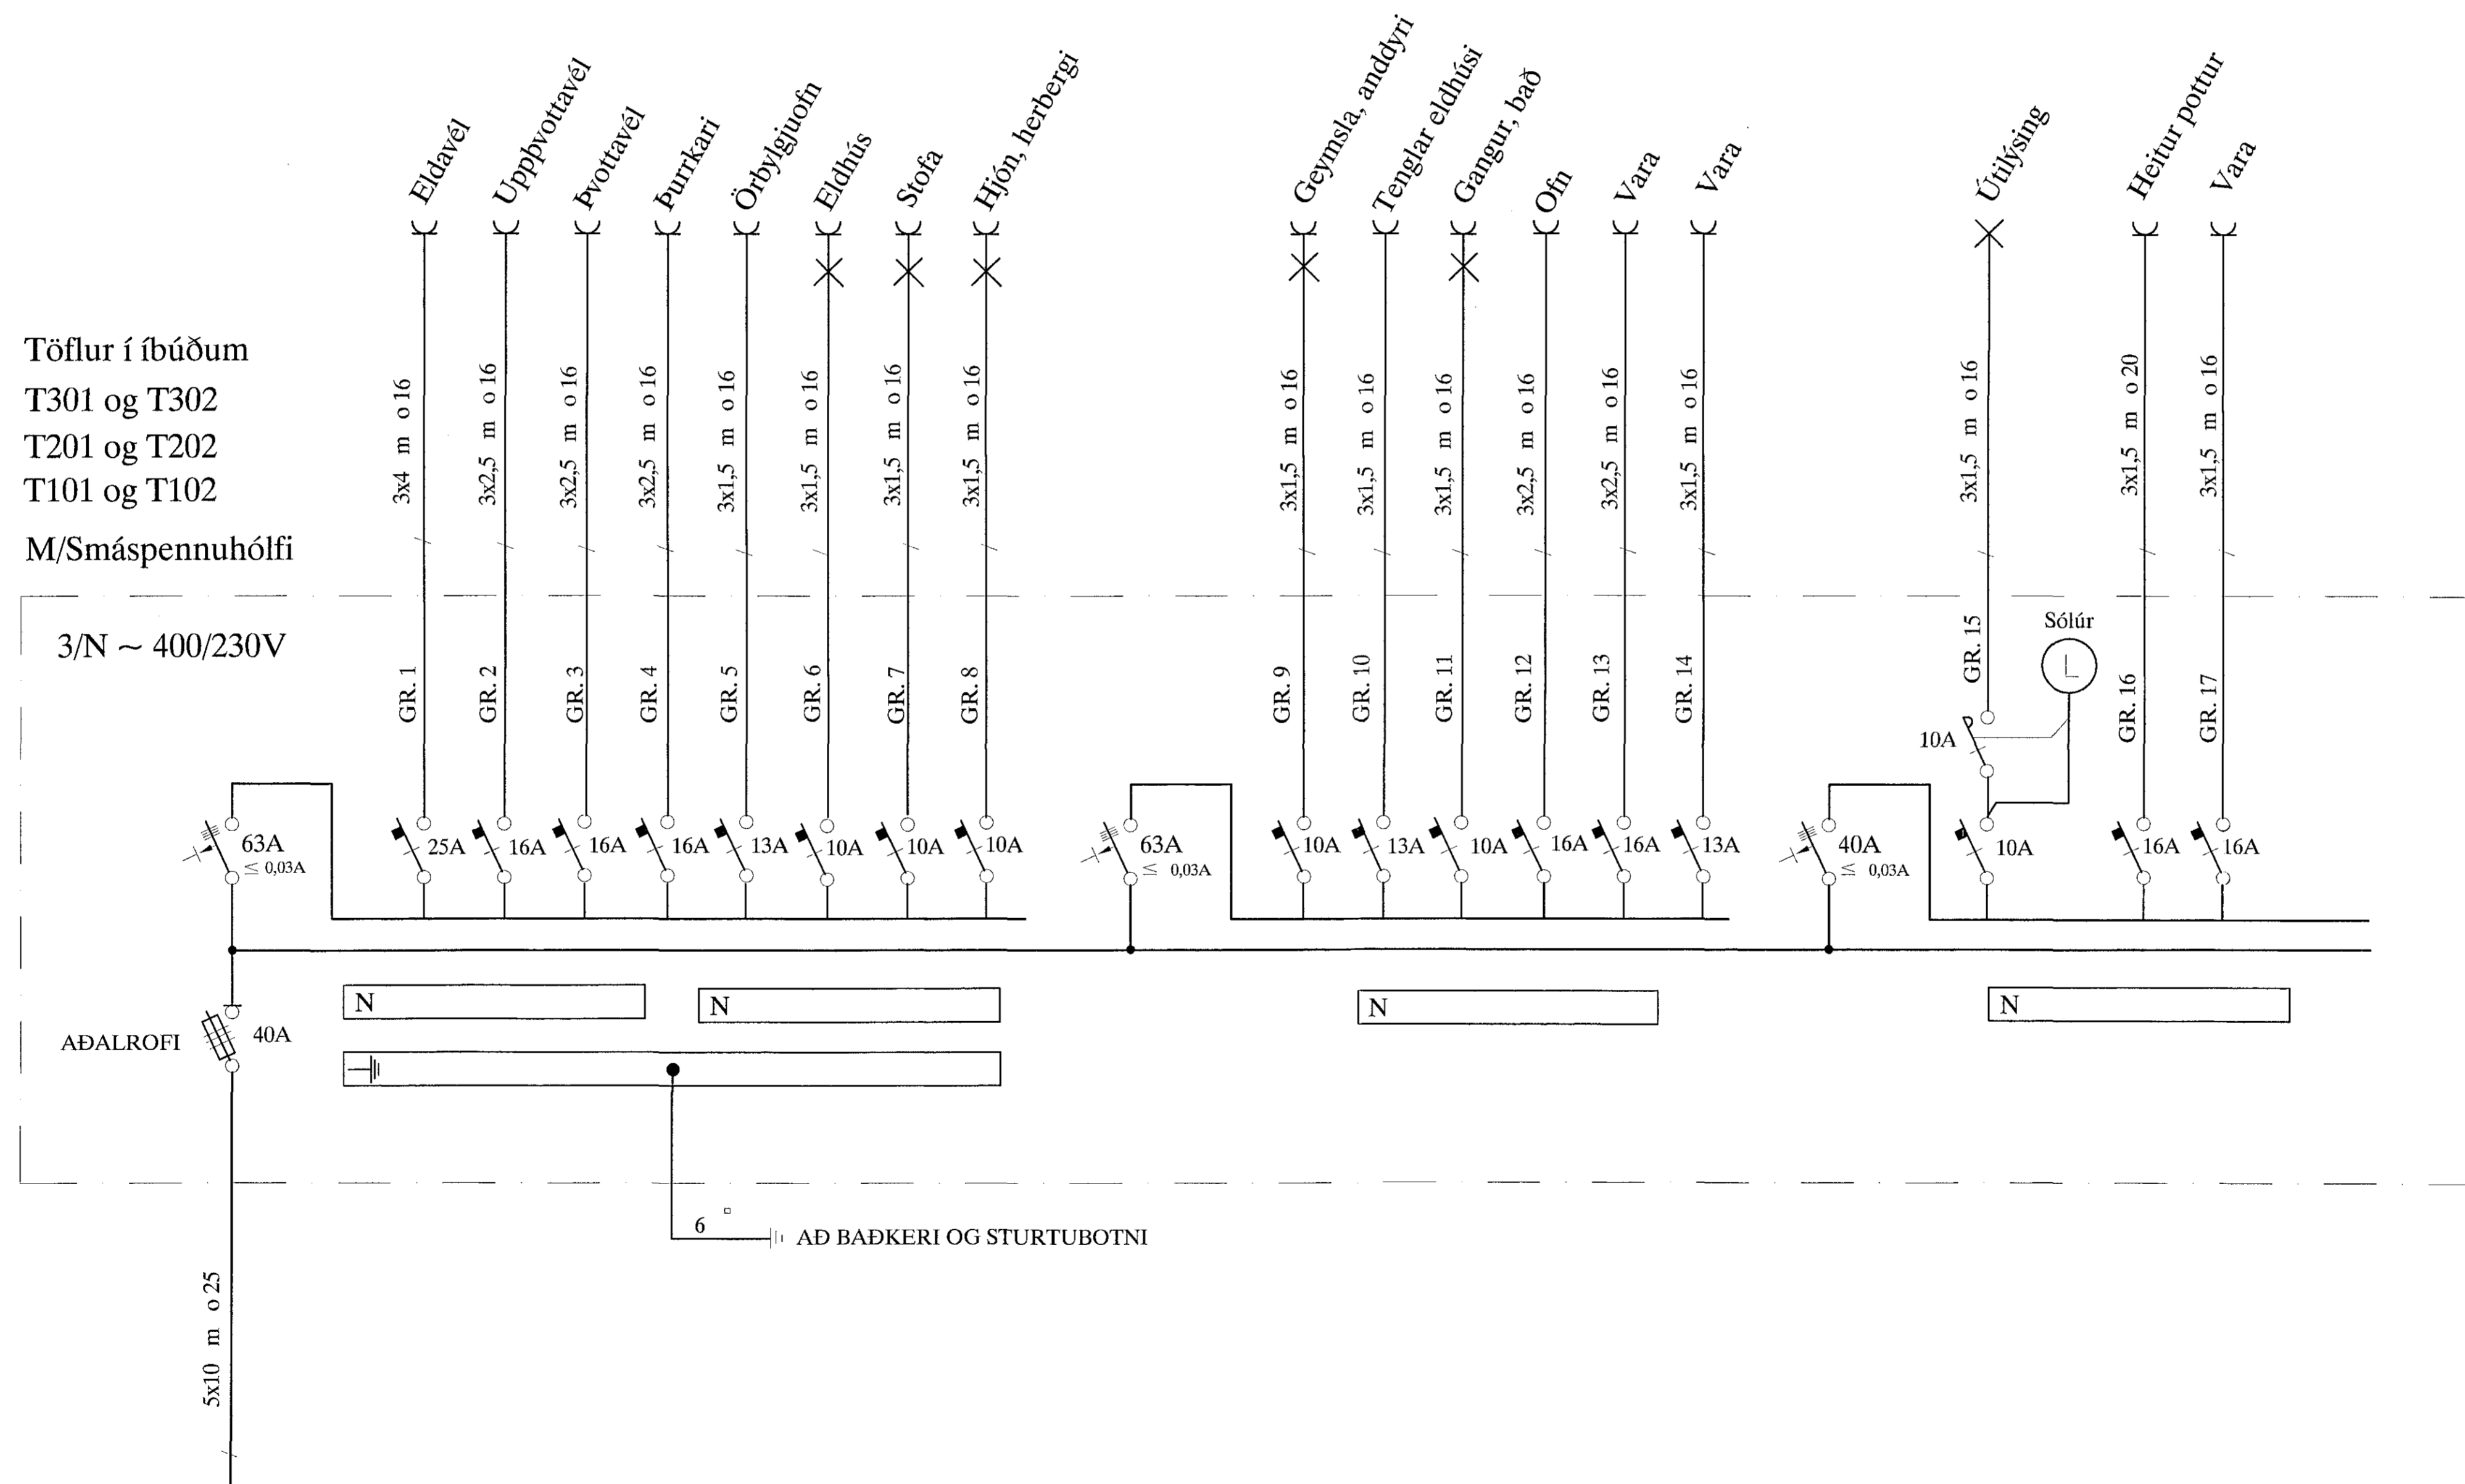 Eldavél
Uppþvottavél
Þvottavél
Þurrkari
Örbylgjuofn
Eldhús
Stofa
Hjón, herbergi
Geymsla, anddyri
Tenglar eldhúsi
Gangur, bað
Ofn
Vara
Vara
Útilýsing
Heitur pottur
Vara
Töflur í íbúðum
T301 og T302
T201 og T202
T101 og T102
M/Smáspennuhólfi
3x4 m o 16
3x2,5 m o 16
3x2,5 m o 16
3x2,5 m o 16
3x1,5 m o 16
3x1,5 m o 16
3x1,5 m o 16
3x1,5 m o 16
3x1,5 m o 16
3x1,5 m o 16
3x1,5 m o 16
3x2,5 m o 16
3x2,5 m o 16
3x1,5 m o 16
3x1,5 m o 16
3x1,5 m o 20
3x1,5 m o 16
3/N ~ 400/230V
GR. 1
GR. 2
GR. 3
GR. 4
GR. 5
GR. 6
GR. 7
GR. 8
GR. 9
GR. 10
GR. 11
GR. 12
GR. 13
GR. 14
GR. 15
Sólúr
L
GR. 16
GR. 17
10A
63A
≤ 0,03A
25A
16A
16A
16A
13A
10A
10A
10A
63A
≤ 0,03A
10A
13A
10A
16A
16A
13A
40A
≤ 0,03A
10A
16A
16A
N
N
N
N
AÐALROFI
40A
6
AÐ BAÐKERI OG STURTUBOTNI
5x10 m o 25